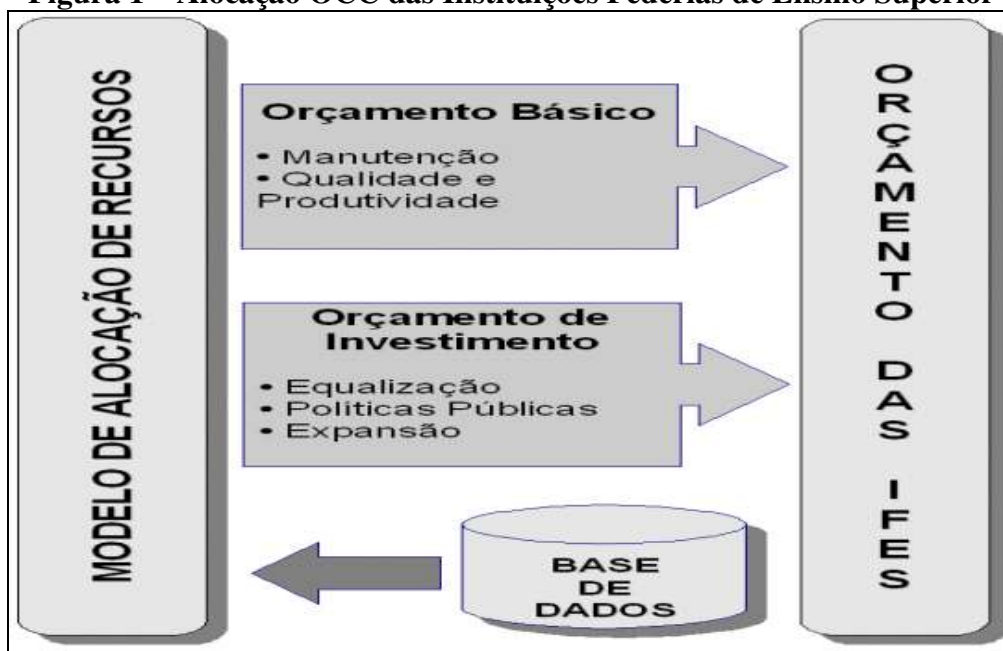 Figura 1 – Alocação OCC das Instituições Federias de Ensino Superior
MODELO DE ALOCAÇÃO DE RECURSOS
Orçamento Básico
• Manutenção
• Qualidade e
Produtividade
Orçamento de
Investimento
• Equalização
• Políticas Públicas
• Expansão
BASE
DE
DADOS
ORÇAMENTO DAS IFES